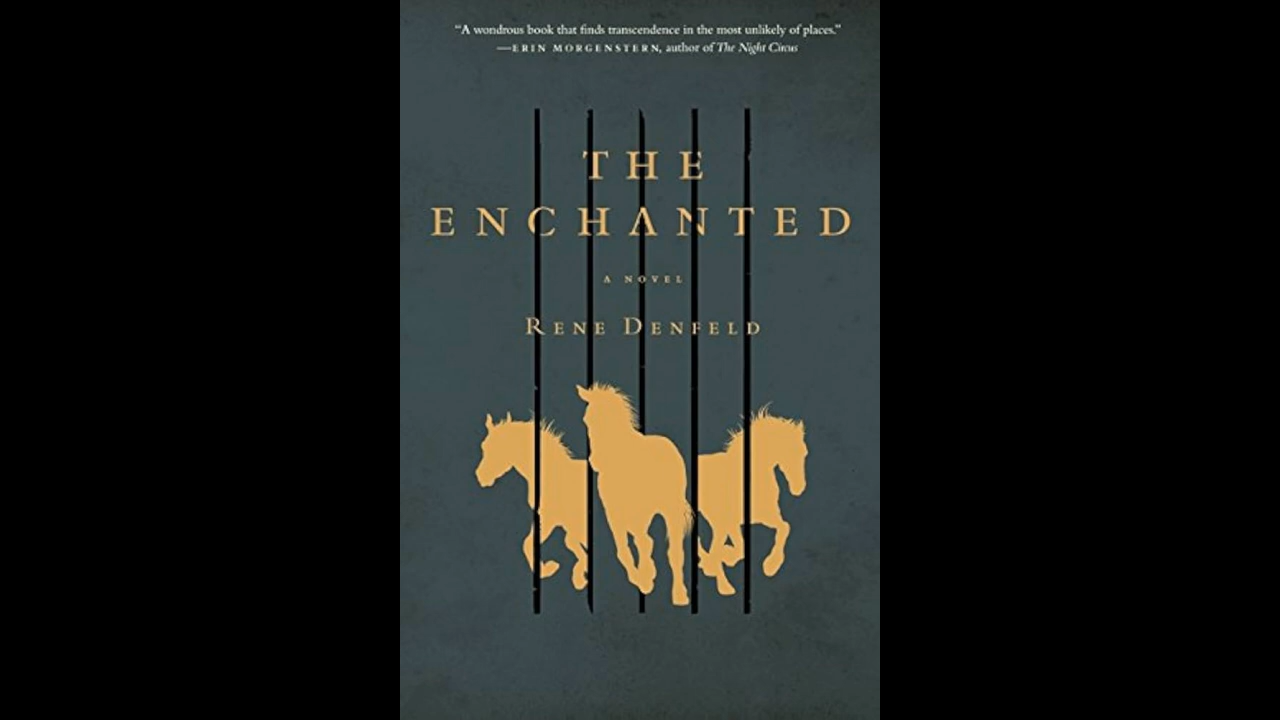 “A wondrous book that finds transcendence in the most unlikely of places.”
—ERIN MORGENSTERN, author of The Night Circus
THE
ENCHANTED
A NOVEL
RENE DENFELD